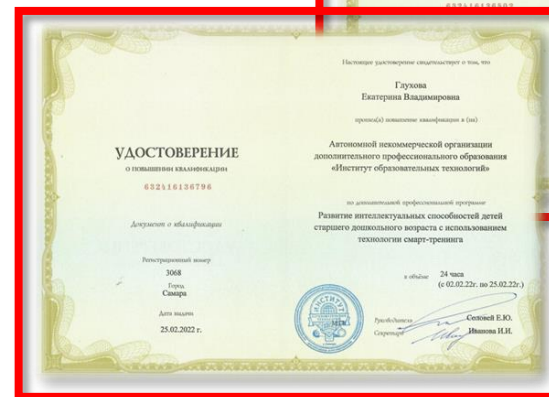 УДОСТОВЕРЕНИЕ
О ПОВЫШЕНИИ КВАЛИФИКАЦИИ
632416136796
Документ о квалификации
Регистрационный номер
3068
Город
Самара
Дата выдачи
25.02.2022 г.
Настоящее удостоверение свидетельствует о том, что
Глухова
Екатерина Владимировна
прошел(а) повышение квалификации в (на)
Автономной некоммерческой организации
дополнительного профессионального образования
«Институт образовательных технологий»
по дополнительной профессиональной программе
Развитие интеллектуальных способностей детей
старшего дошкольного возраста с использованием
технологии смарт-тренинга
в объёме 24 часа
(с 02.02.22г. по 25.02.22г.)
Руководитель Соловей Е.Ю.
Секретарь Иванова И.И.